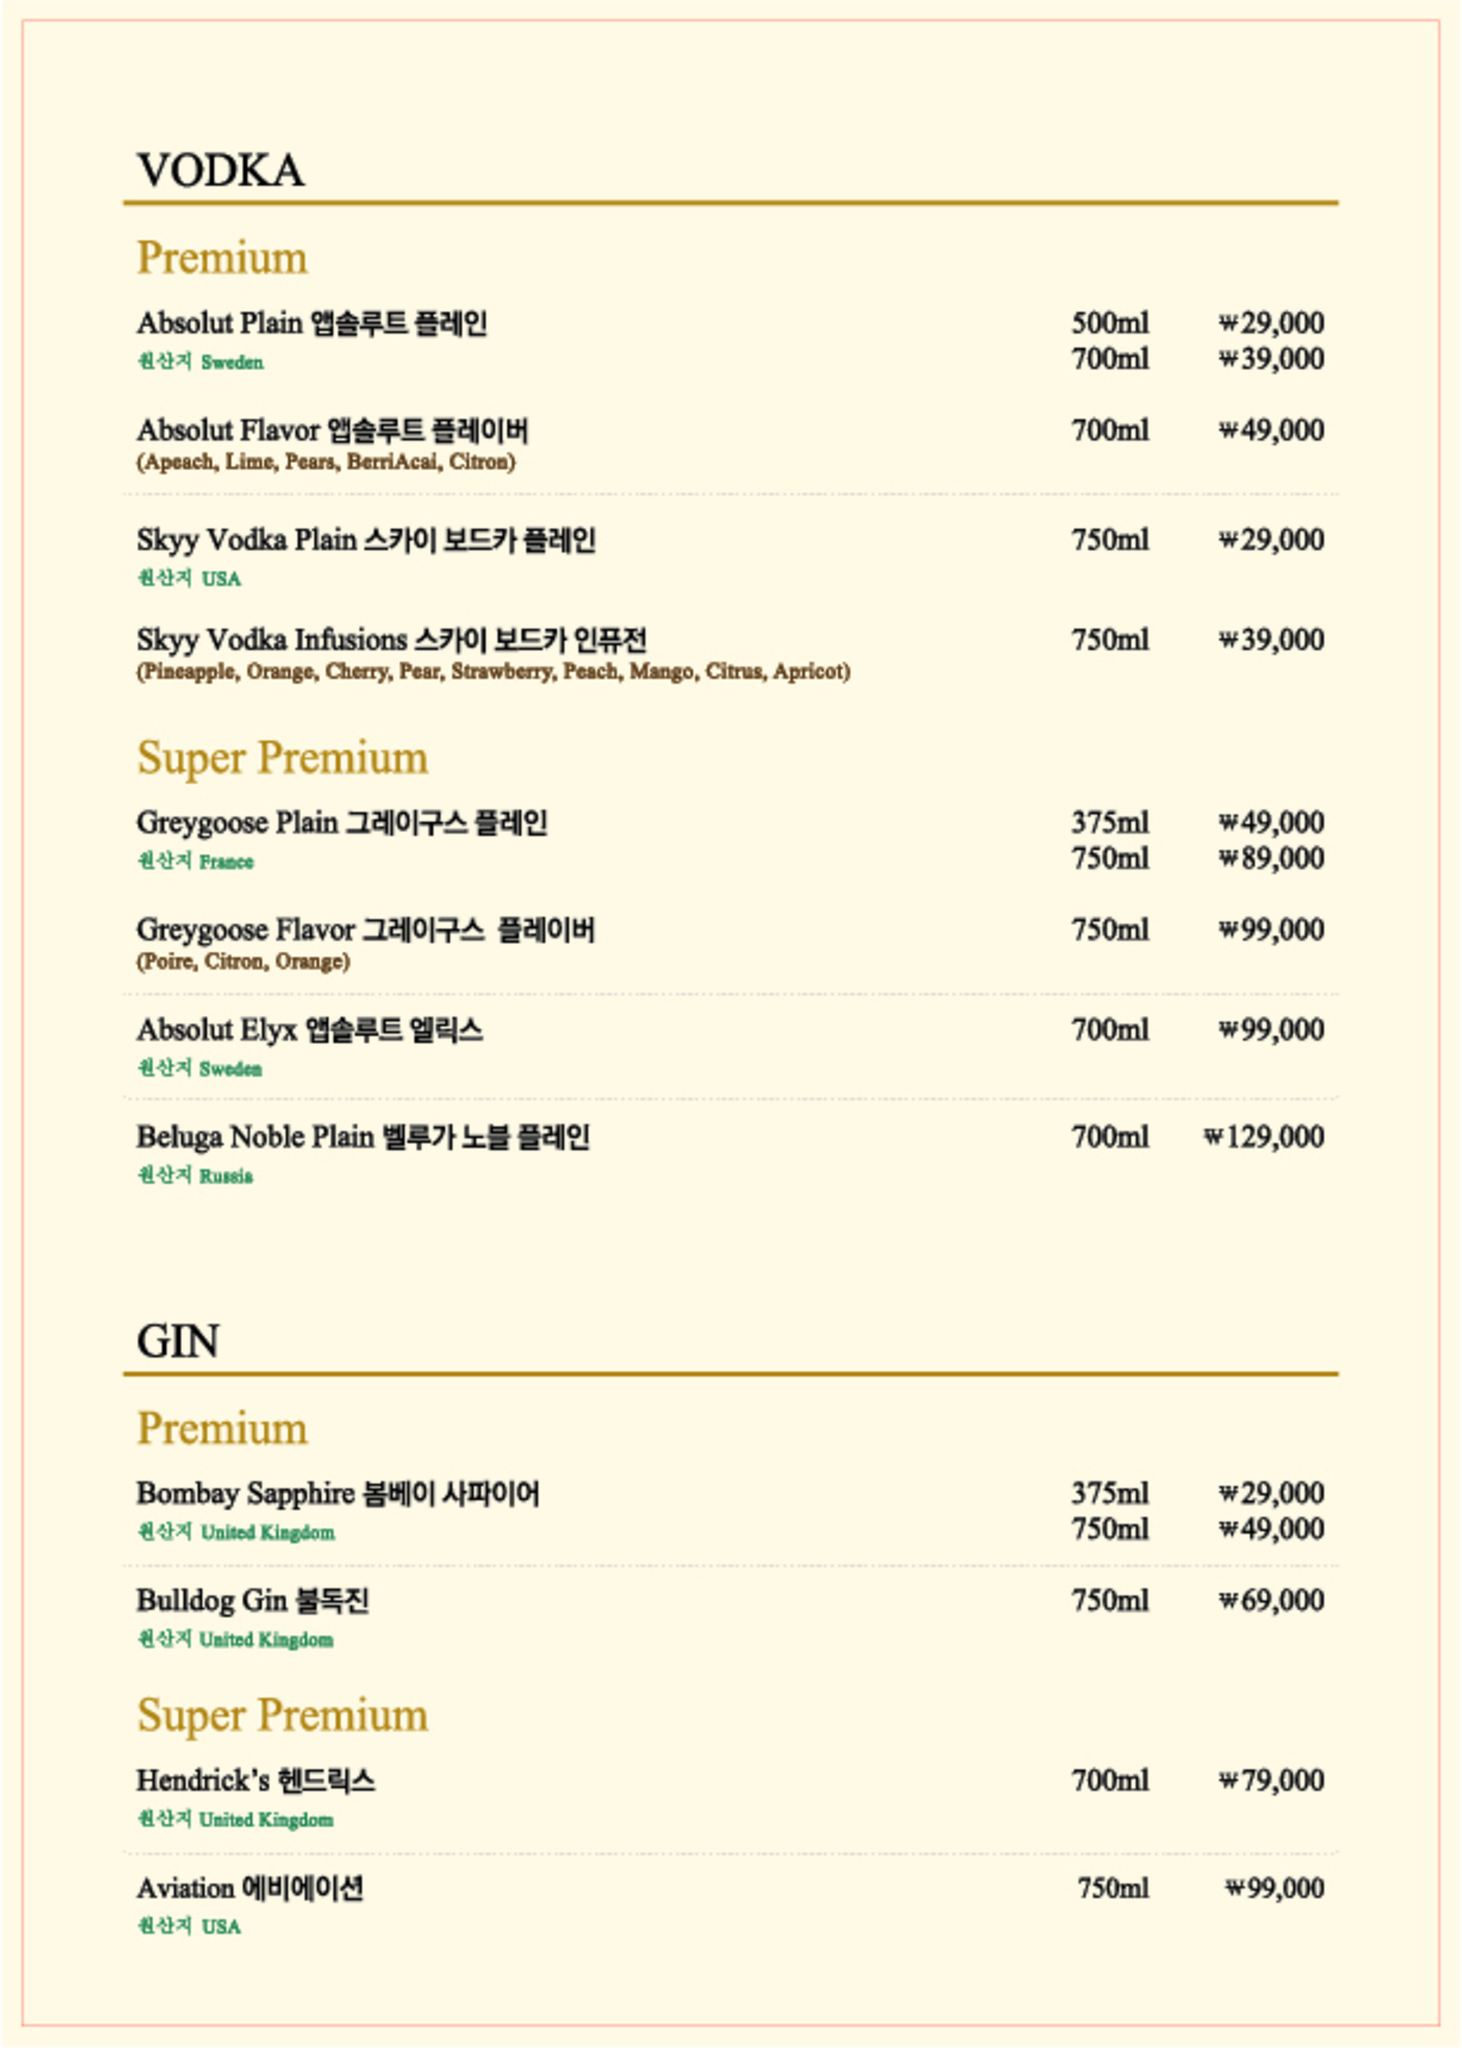 VODKA
Premium
Absolut Plain 앱솔루트 플레인 500ml ₩29,000
원산지 Sweden 700ml ₩39,000
Absolut Flavor 앱솔루트 플레이버 700ml ₩49,000
(Apeach, Lime, Pears, BerriAcai, Citron)
Skyy Vodka Plain 스카이 보드카 플레인 750ml ₩29,000
원산지 USA
Skyy Vodka Infusions 스카이 보드카 인퓨전 750ml ₩39,000
(Pineapple, Orange, Cherry, Pear, Strawberry, Peach, Mango, Citrus, Apricot)
Super Premium
Greygoose Plain 그레이구스 플레인 375ml ₩49,000
원산지 France 750ml ₩89,000
Greygoose Flavor 그레이구스 플레이버 750ml ₩99,000
(Poire, Citron, Orange)
Absolut Elyx 앱솔루트 엘릭스 700ml ₩99,000
원산지 Sweden
Beluga Noble Plain 벨루가 노블 플레인 700ml ₩129,000
원산지 Russia
GIN
Premium
Bombay Sapphire 봄베이 사파이어 375ml ₩29,000
원산지 United Kingdom 750ml ₩49,000
Bulldog Gin 불독진 750ml ₩69,000
원산지 United Kingdom
Super Premium
Hendrick's 헨드릭스 700ml ₩79,000
원산지 United Kingdom
Aviation 에비에이션 750ml ₩99,000
원산지 USA